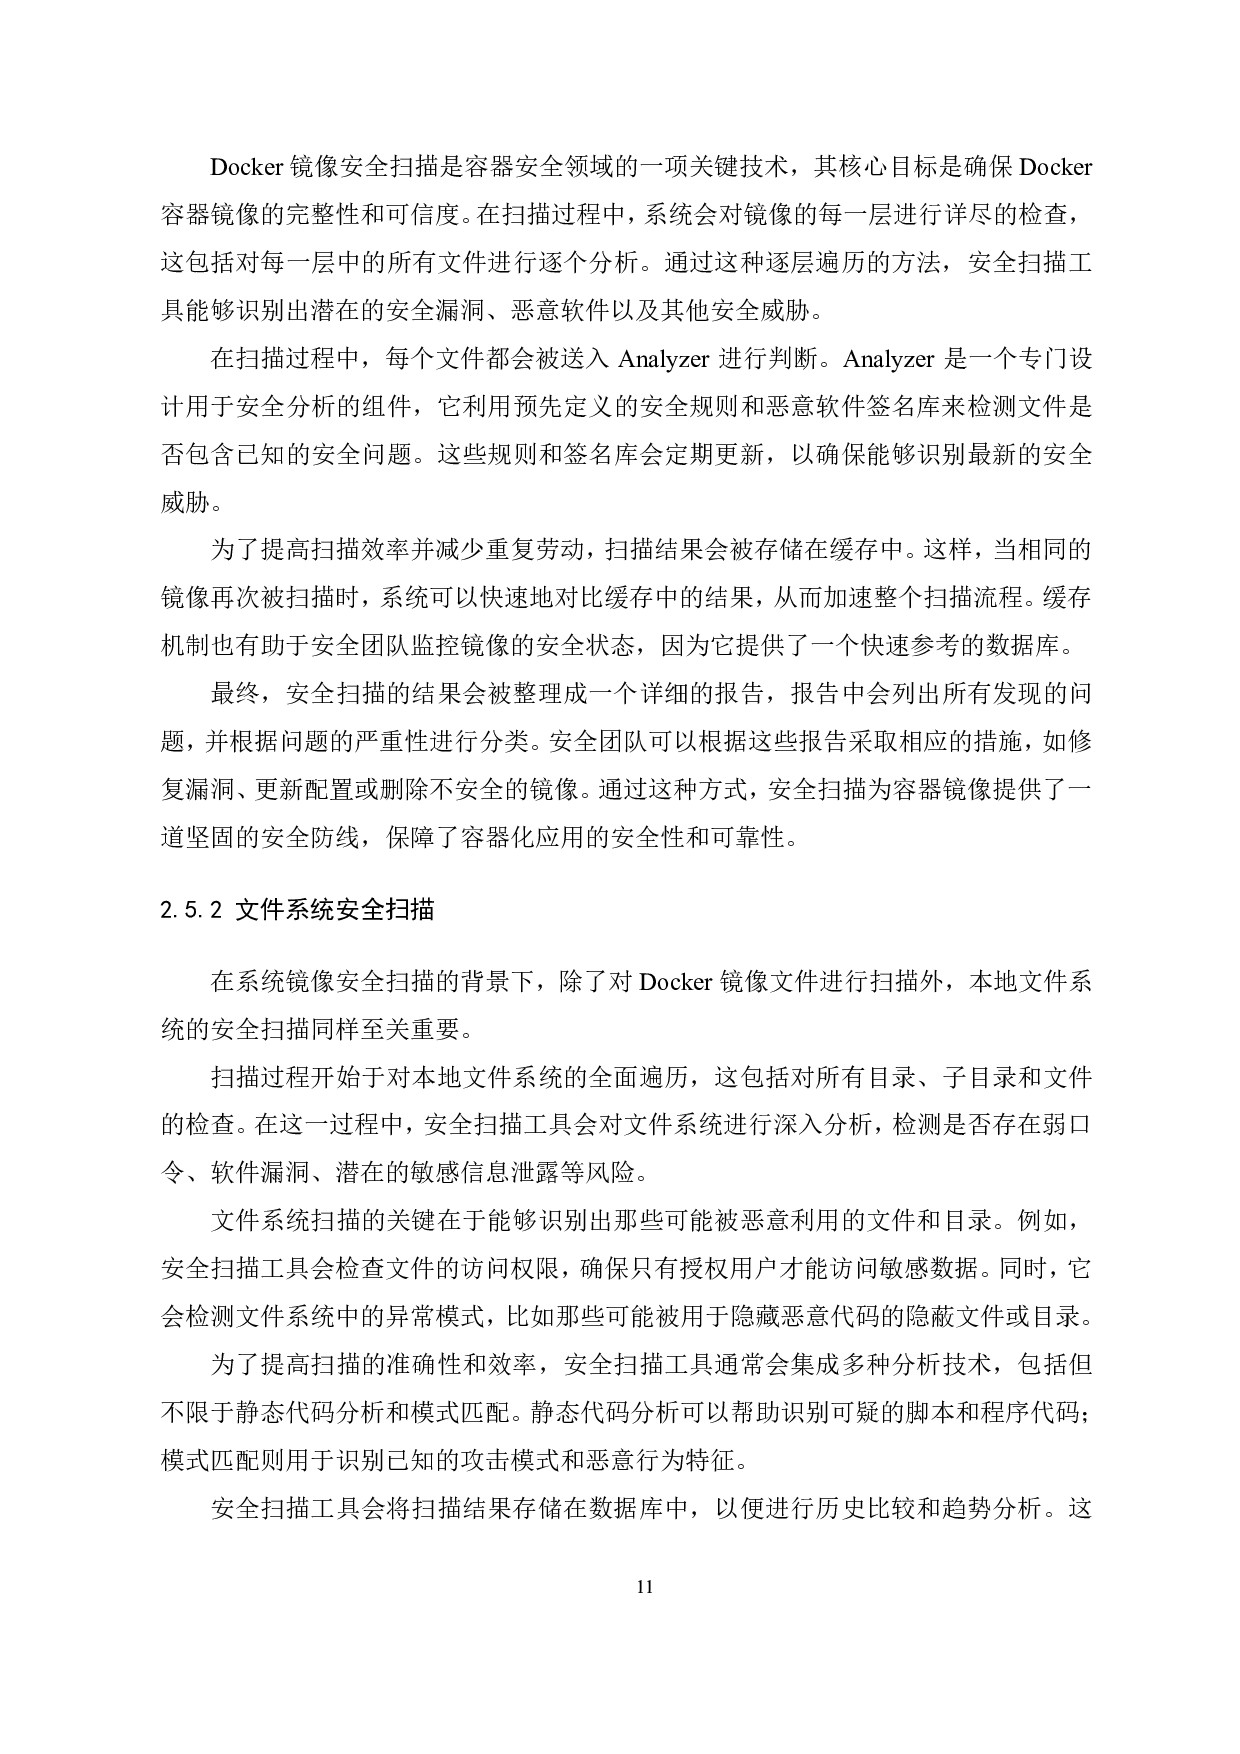 Docker 镜像安全扫描是容器安全领域的一项关键技术，其核心目标是确保 Docker
容器镜像的完整性和可信度。在扫描过程中，系统会对镜像的每一层进行详尽的检查，
这包括对每一层中的所有文件进行逐个分析。通过这种逐层遍历的方法，安全扫描工
具能够识别出潜在的安全漏洞、恶意软件以及其他安全威胁。
在扫描过程中，每个文件都会被送入 Analyzer 进行判断。Analyzer 是一个专门设
计用于安全分析的组件，它利用预先定义的安全规则和恶意软件签名库来检测文件是
否包含已知的安全问题。这些规则和签名库会定期更新，以确保能够识别最新的安全
威胁。
为了提高扫描效率并减少重复劳动，扫描结果会被存储在缓存中。这样，当相同的
镜像再次被扫描时，系统可以快速地对比缓存中的结果，从而加速整个扫描流程。缓存
机制也有助于安全团队监控镜像的安全状态，因为它提供了一个快速参考的数据库。
最终，安全扫描的结果会被整理成一个详细的报告，报告中会列出所有发现的问
题，并根据问题的严重性进行分类。安全团队可以根据这些报告采取相应的措施，如修
复漏洞、更新配置或删除不安全的镜像。通过这种方式，安全扫描为容器镜像提供了一
道坚固的安全防线，保障了容器化应用的安全性和可靠性。
2.5.2 文件系统安全扫描
在系统镜像安全扫描的背景下，除了对 Docker 镜像文件进行扫描外，本地文件系
统的安全扫描同样至关重要。
扫描过程开始于对本地文件系统的全面遍历，这包括对所有目录、子目录和文件
的检查。在这一过程中，安全扫描工具会对文件系统进行深入分析，检测是否存在弱口
令、软件漏洞、潜在的敏感信息泄露等风险。
文件系统扫描的关键在于能够识别出那些可能被恶意利用的文件和目录。例如，
安全扫描工具会检查文件的访问权限，确保只有授权用户才能访问敏感数据。同时，它
会检测文件系统中的异常模式，比如那些可能被用于隐藏恶意代码的隐蔽文件或目录。
为了提高扫描的准确性和效率，安全扫描工具通常会集成多种分析技术，包括但
不限于静态代码分析和模式匹配。静态代码分析可以帮助识别可疑的脚本和程序代码；
模式匹配则用于识别已知的攻击模式和恶意行为特征。
安全扫描工具会将扫描结果存储在数据库中，以便进行历史比较和趋势分析。这
11